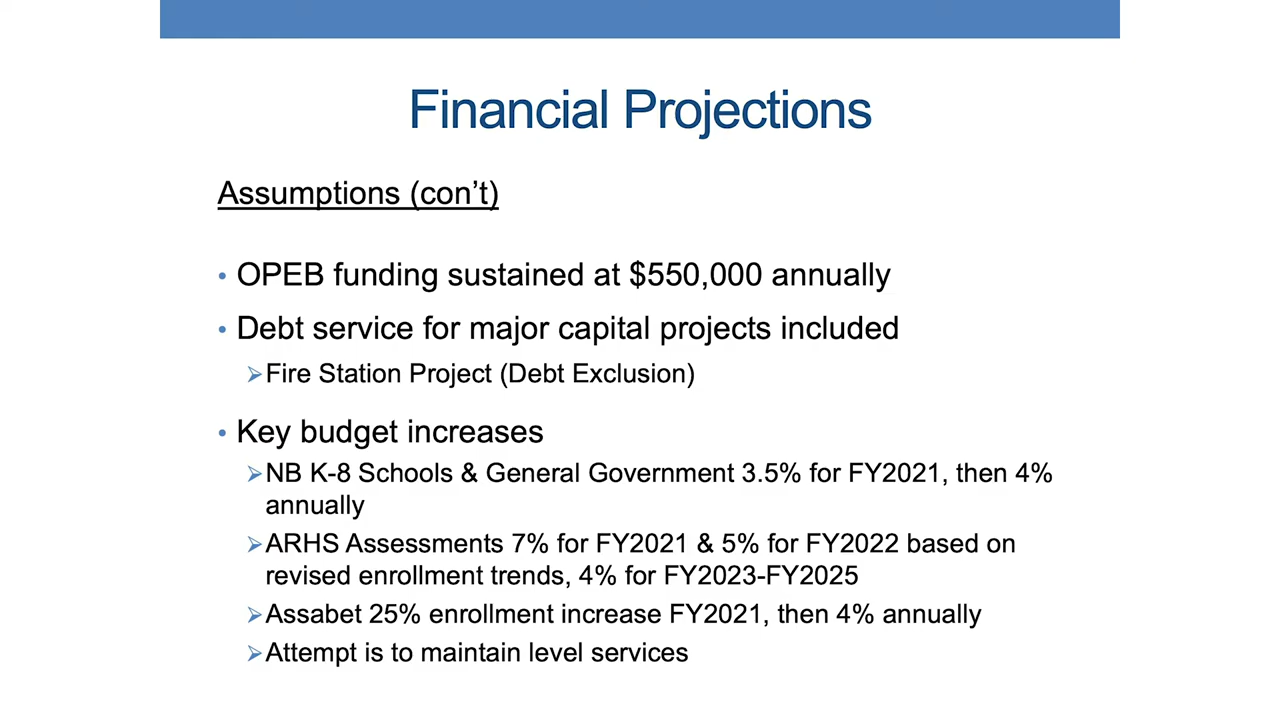 Financial Projections
Assumptions (con’t)
• OPEB funding sustained at $550,000 annually
• Debt service for major capital projects included
➢Fire Station Project (Debt Exclusion)
• Key budget increases
➢NB K-8 Schools & General Government 3.5% for FY2021, then 4%
annually
➢ARHS Assessments 7% for FY2021 & 5% for FY2022 based on
revised enrollment trends, 4% for FY2023-FY2025
➢Assabet 25% enrollment increase FY2021, then 4% annually
➢Attempt is to maintain level services